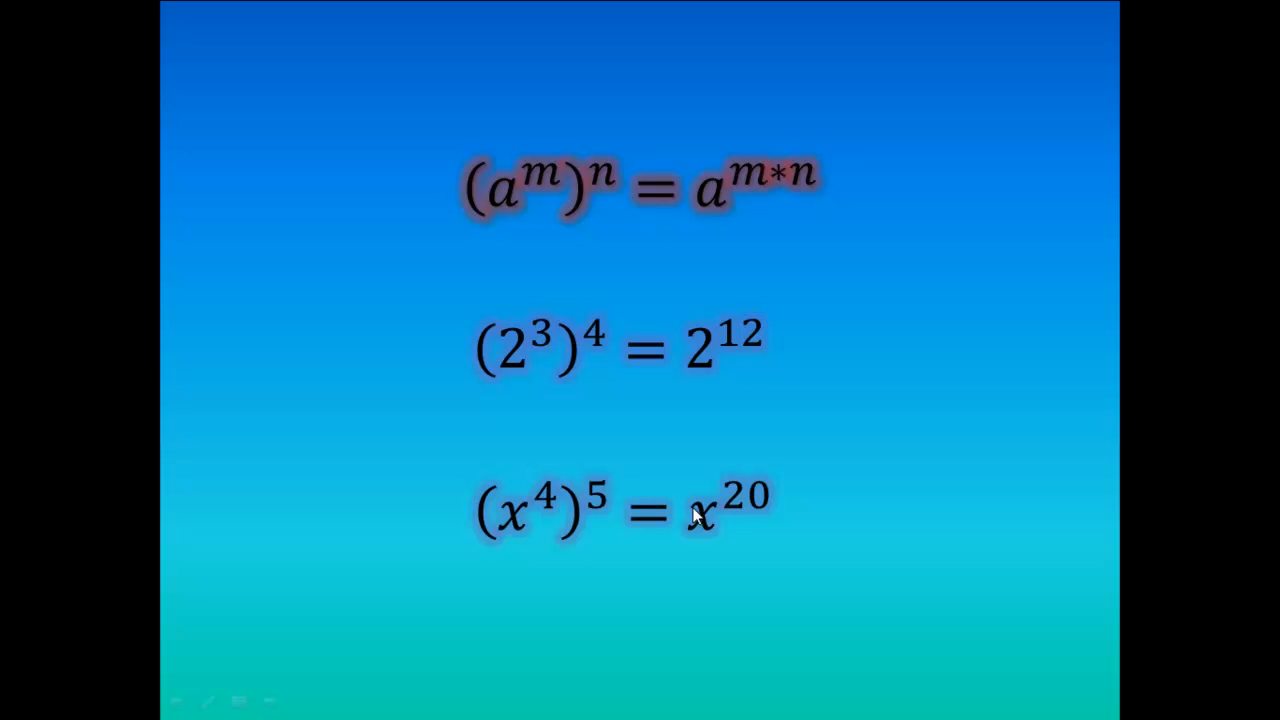 (a^m)^n = a^{m*n}
(2^3)^4 = 2^{12}
(x^4)^5 = x^{20}